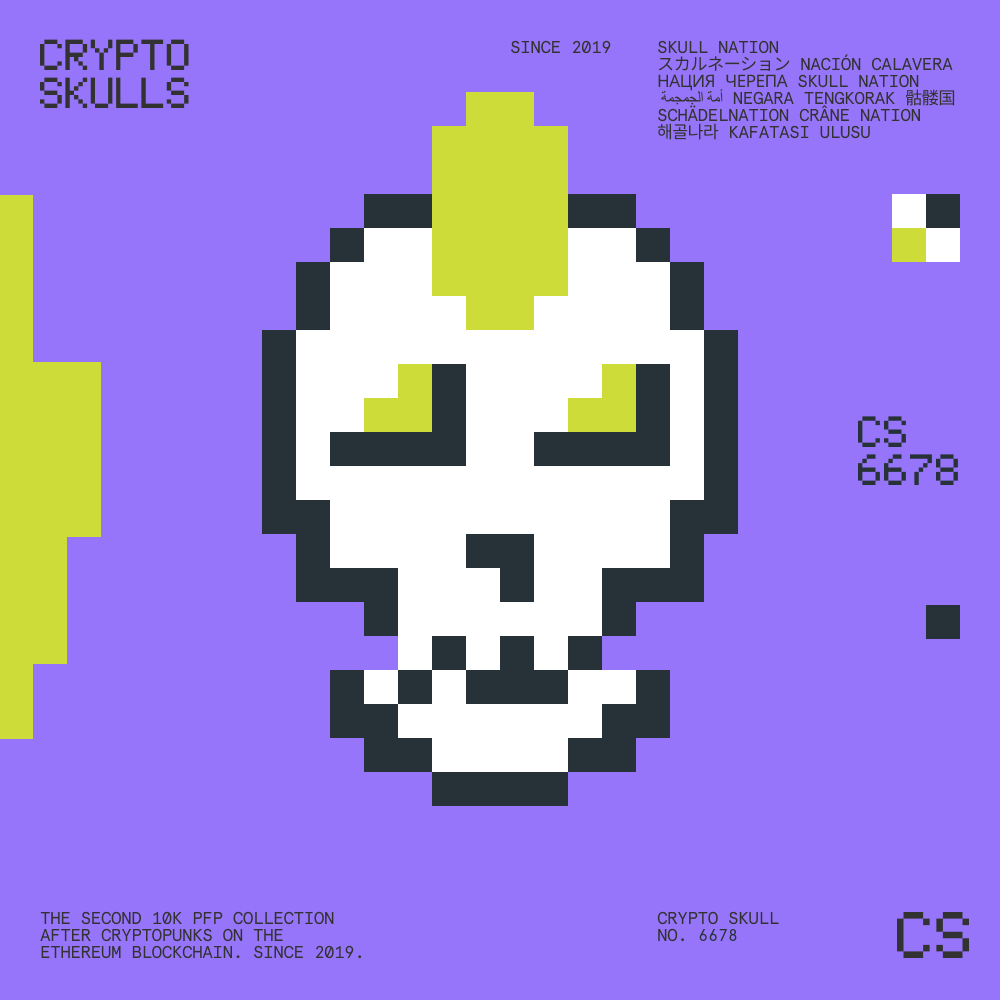 CRYPTO
SKULLS
SINCE 2019
SKULL NATION
スカルネーション NACIÓN CALAVERA
НАЦИЯ ЧЕРЕПА SKULL NATION
أمة الجمجمة NEGARA TENGKORAK 骷髅国
SCHÄDELNATION CRÂNE NATION
해골나라 KAFATASI ULUSU
CS
6678
THE SECOND 10K PFP COLLECTION
AFTER CRYPTOPUNKS ON THE
ETHEREUM BLOCKCHAIN. SINCE 2019.
CRYPTO SKULL
NO. 6678
CS